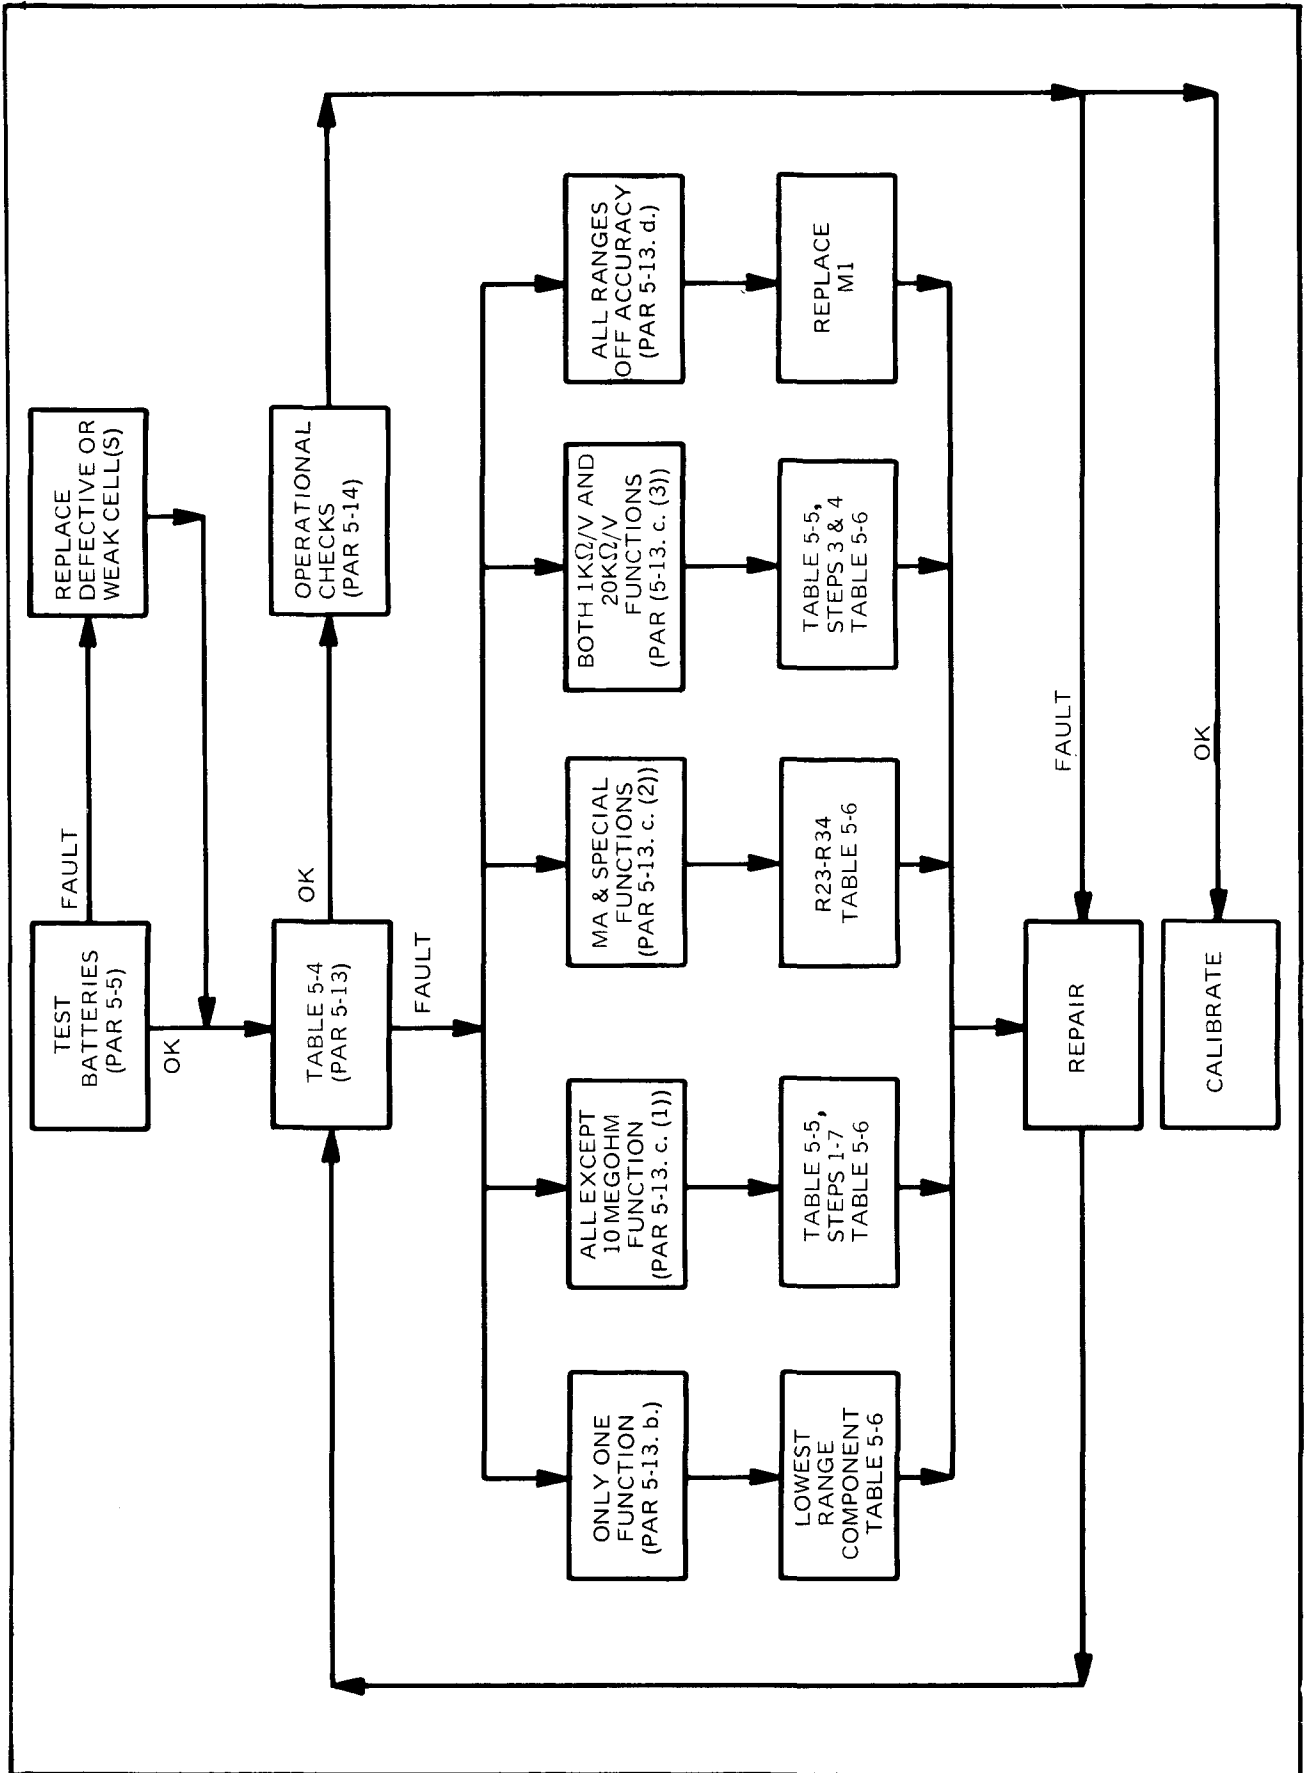 TEST
BATTERIES
(PAR 5-5)
FAULT
REPLACE
DEFECTIVE OR
WEAK CELL(S)
OK
TABLE 5-4
(PAR 5-13)
OK
OPERATIONAL
CHECKS
(PAR 5-14)
FAULT
ONLY ONE
FUNCTION
(PAR 5-13. b.)
ALL EXCEPT
10 MEGOHM
FUNCTION
(PAR 5-13. c. (1))
MA & SPECIAL
FUNCTIONS
(PAR 5-13. c. (2))
BOTH 1KΩ/V AND
20KΩ/V
FUNCTIONS
(PAR (5-13. c. (3))
ALL RANGES
OFF ACCURACY
(PAR 5-13. d.)
LOWEST
RANGE
COMPONENT
TABLE 5-6
TABLE 5-5,
STEPS 1-7
TABLE 5-6
R23-R34
TABLE 5-6
TABLE 5-5,
STEPS 3 & 4
TABLE 5-6
REPLACE
M1
REPAIR
FAULT
CALIBRATE
OK